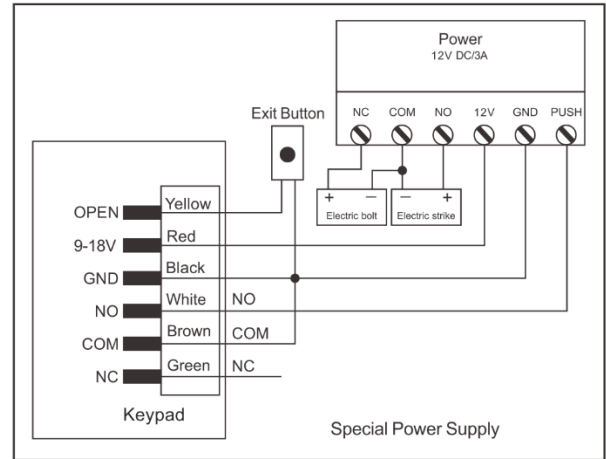 Power
12V DC/3A
NC COM NO 12V GND PUSH
Exit Button
+ − − +
Electric bolt Electric strike
OPEN Yellow
9-18V Red
GND Black
NO White NO
COM Brown COM
NC Green NC
Keypad
Special Power Supply